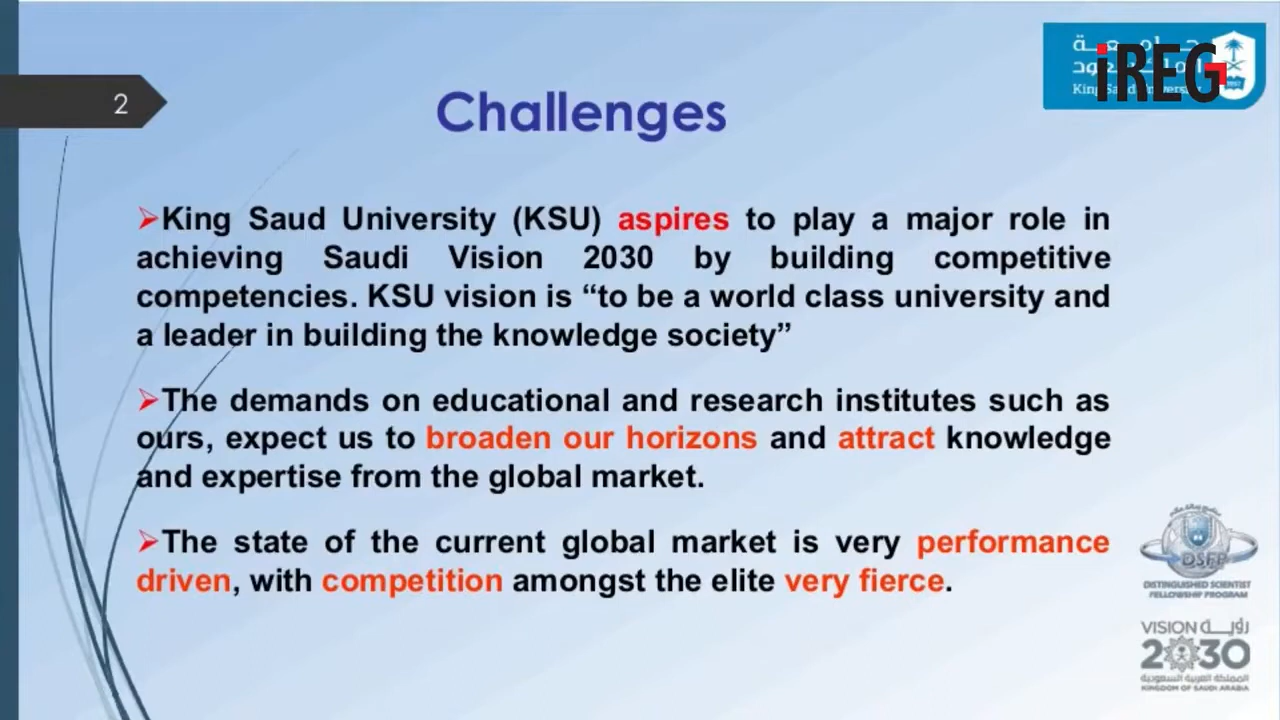 2
Challenges
iREG
King Saud University
➢King Saud University (KSU) aspires to play a major role in
achieving Saudi Vision 2030 by building competitive
competencies. KSU vision is “to be a world class university and
a leader in building the knowledge society”
➢The demands on educational and research institutes such as
ours, expect us to broaden our horizons and attract knowledge
and expertise from the global market.
➢The state of the current global market is very performance
driven, with competition amongst the elite very fierce.
DSFP
DISTINGUISHED SCIENTIST
FELLOWSHIP PROGRAM
VISION رؤيــة
2030
المملكة العربية السعودية
KINGDOM OF SAUDI ARABIA